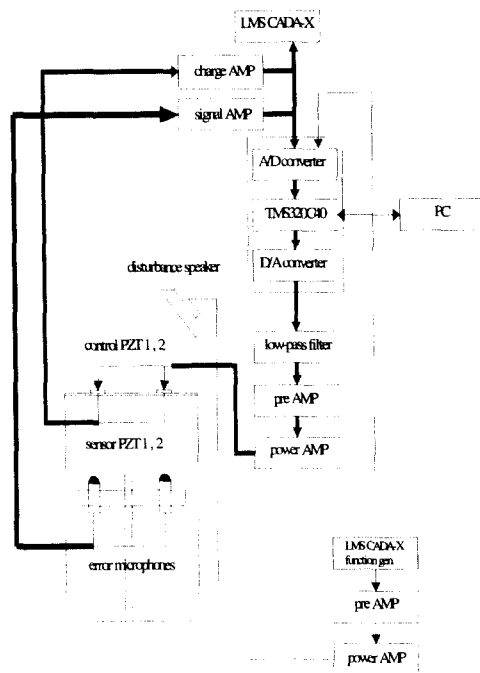 LMS CADA-X
charge AMP
signal AMP
A/D converter
TMS320C40
PC
D/A converter
disturbance speaker
control PZT 1 , 2
low-pass filter
pre AMP
sensor PZT 1 , 2
power AMP
error microphones
LMS CADA-X
function gen.
pre AMP
power AMP